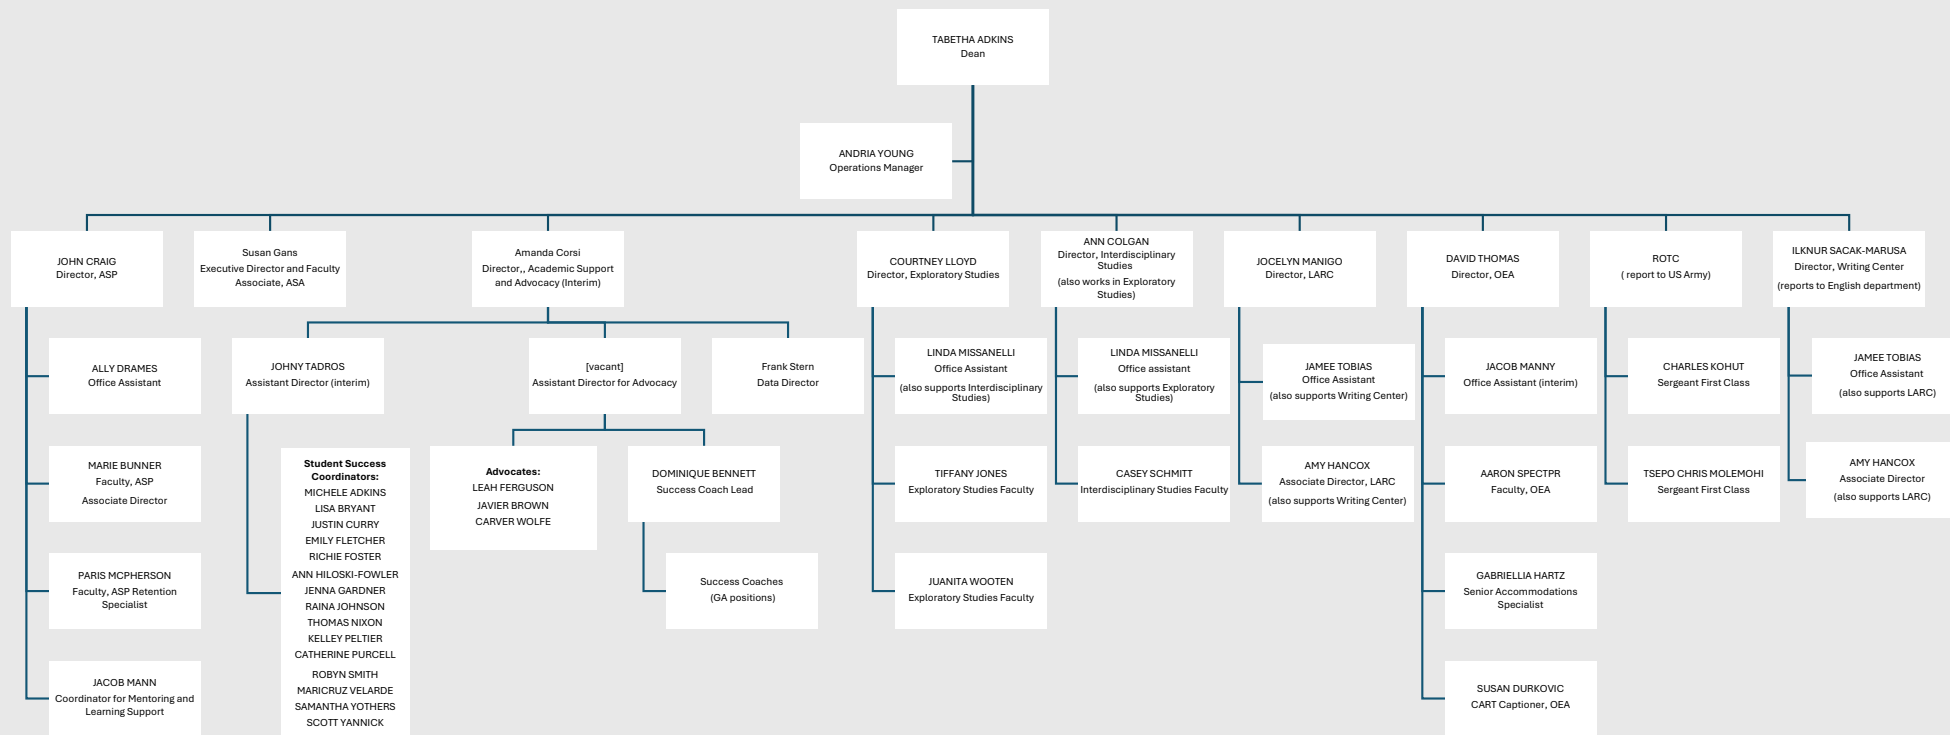 TABETHA ADKINS
Dean
ANDRIA YOUNG
Operations Manager
JOHN CRAIG
Director, ASP
Susan Gans
Executive Director and Faculty
Associate, ASA
Amanda Corsi
Director,, Academic Support
and Advocacy (Interim)
COURTNEY LLOYD
Director, Exploratory Studies
ANN COLGAN
Director, Interdisciplinary
Studies
(also works in Exploratory
Studies)
JOCELYN MANIGO
Director, LARC
DAVID THOMAS
Director, OEA
ROTC
( report to US Army)
ILKNUR SACAK-MARUSA
Director, Writing Center
(reports to English department)
ALLY DRAMES
Office Assistant
MARIE BUNNER
Faculty, ASP
Associate Director
PARIS MCPHERSON
Faculty, ASP Retention
Specialist
JACOB MANN
Coordinator for Mentoring and
Learning Support
JOHNY TADROS
Assistant Director (interim)
Student Success
Coordinators:
MICHELE ADKINS
LISA BRYANT
JUSTIN CURRY
EMILY FLETCHER
RICHIE FOSTER
ANN HILOSKI-FOWLER
JENNA GARDNER
RAINA JOHNSON
THOMAS NIXON
KELLEY PELTIER
CATHERINE PURCELL
ROBYN SMITH
MARICRUZ VELARDE
SAMANTHA YOTHERS
SCOTT YANNICK
[vacant]
Assistant Director for Advocacy
Advocates:
LEAH FERGUSON
JAVIER BROWN
CARVER WOLFE
DOMINIQUE BENNETT
Success Coach Lead
Success Coaches
(GA positions)
Frank Stern
Data Director
LINDA MISSANELLI
Office Assistant
(also supports Interdisciplinary
Studies)
TIFFANY JONES
Exploratory Studies Faculty
JUANITA WOOTEN
Exploratory Studies Faculty
LINDA MISSANELLI
Office assistant
(also supports Exploratory
Studies)
CASEY SCHMITT
Interdisciplinary Studies Faculty
JAMEE TOBIAS
Office Assistant
(also supports Writing Center)
AMY HANCOX
Associate Director, LARC
(also supports Writing Center)
JACOB MANNY
Office Assistant (interim)
AARON SPECTPR
Faculty, OEA
GABRIELLIA HARTZ
Senior Accommodations
Specialist
SUSAN DURKOVIC
CART Captioner, OEA
CHARLES KOHUT
Sergeant First Class
TSEPO CHRIS MOLEMOHI
Sergeant First Class
JAMEE TOBIAS
Office Assistant
(also supports LARC)
AMY HANCOX
Associate Director
(also supports LARC)